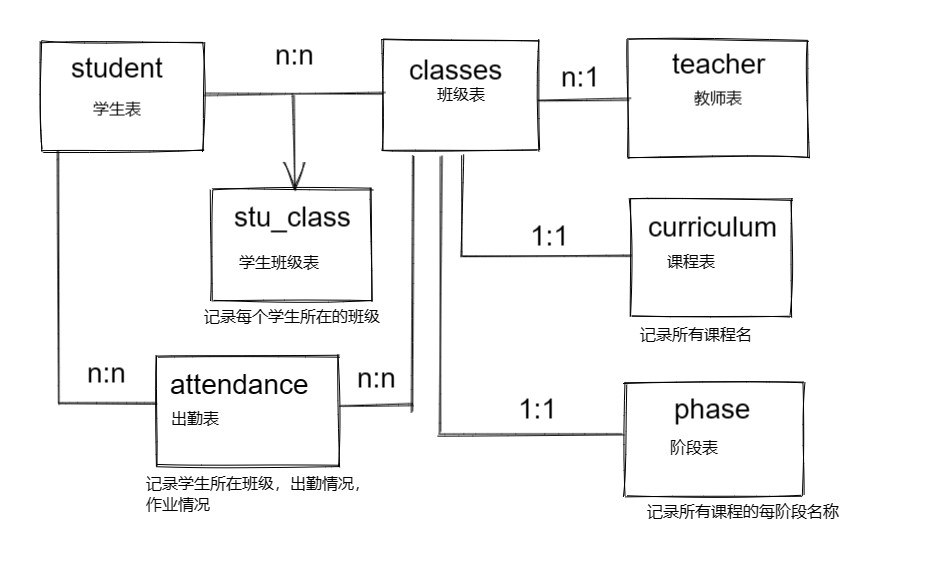 student
学生表
n:n
classes
班级表
n:1
teacher
教师表
stu_class
学生班级表
记录每个学生所在的班级
1:1
curriculum
课程表
记录所有课程名
n:n
attendance
出勤表
n:n
记录学生所在班级，出勤情况，
作业情况
1:1
phase
阶段表
记录所有课程的每阶段名称